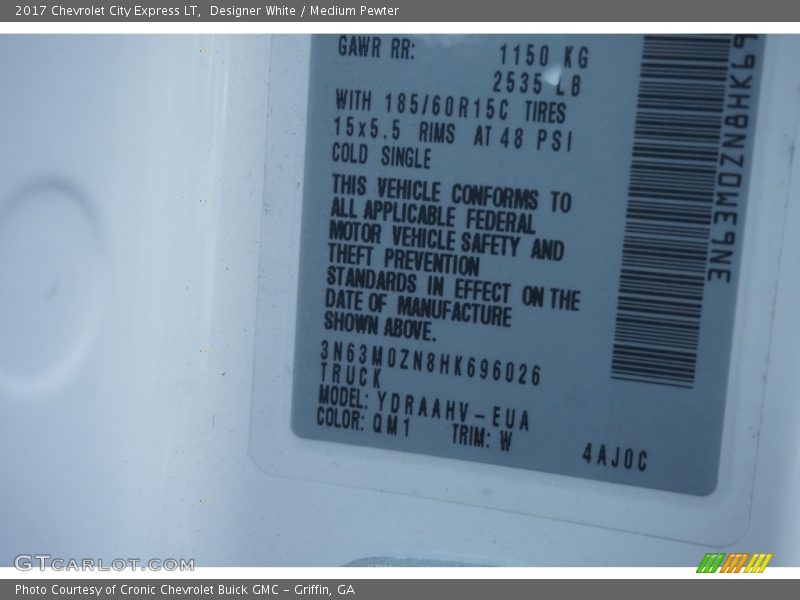 2017 Chevrolet City Express LT,  Designer White / Medium Pewter
GAWR RR: 1150 KG
2535 LB
WITH 185/60R15C TIRES
15x5.5 RIMS AT 48 PSI
COLD SINGLE
THIS VEHICLE CONFORMS TO
ALL APPLICABLE FEDERAL
MOTOR VEHICLE SAFETY AND
THEFT PREVENTION
STANDARDS IN EFFECT ON THE
DATE OF MANUFACTURE
SHOWN ABOVE.
3N63M0ZN8HK696026
TRUCK
MODEL: YDRAAHV-EUA
COLOR: QM1 TRIM: W
4AJ0C
GTCARLOT.COM
Photo Courtesy of Cronic Chevrolet Buick GMC - Griffin, GA